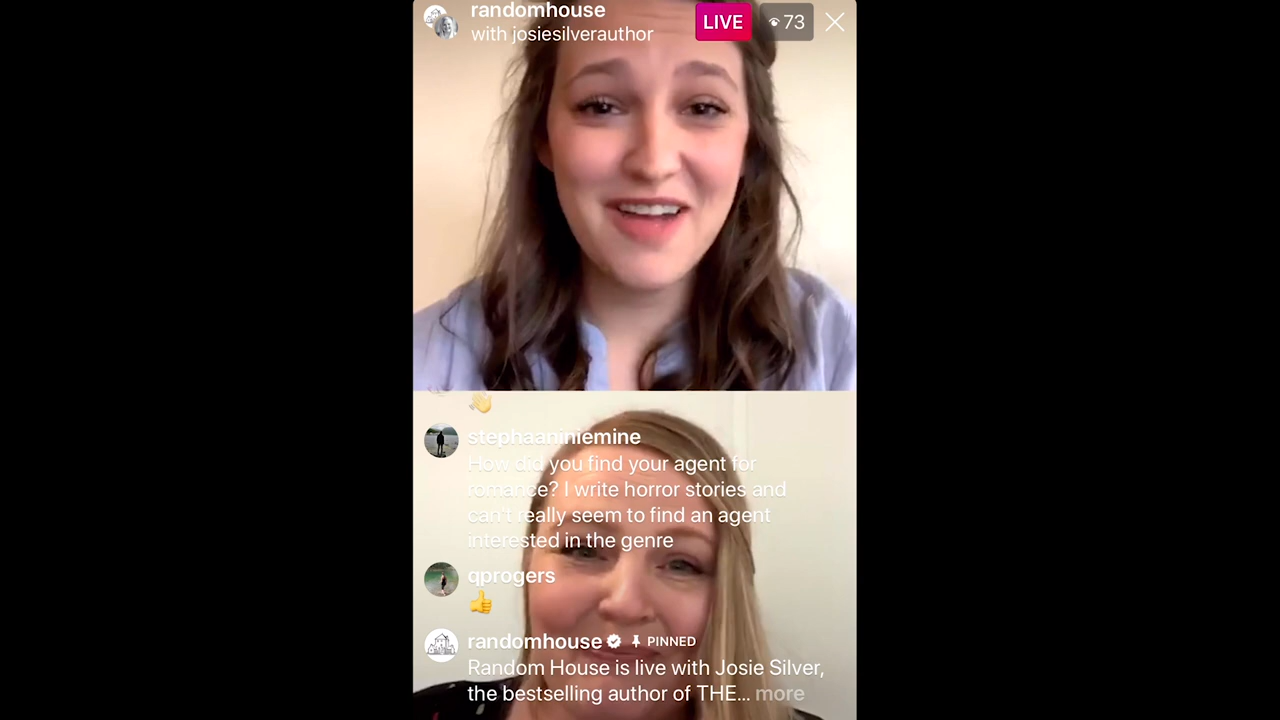 randomhouse
with josiesilverauthor
LIVE
73
stephaaniniemine
How did you find your agent for
romance? I write horror stories and
can't really seem to find an agent
interested in the genre
qprogers
👍
randomhouse PINNED
Random House is live with Josie Silver,
the bestselling author of THE... more